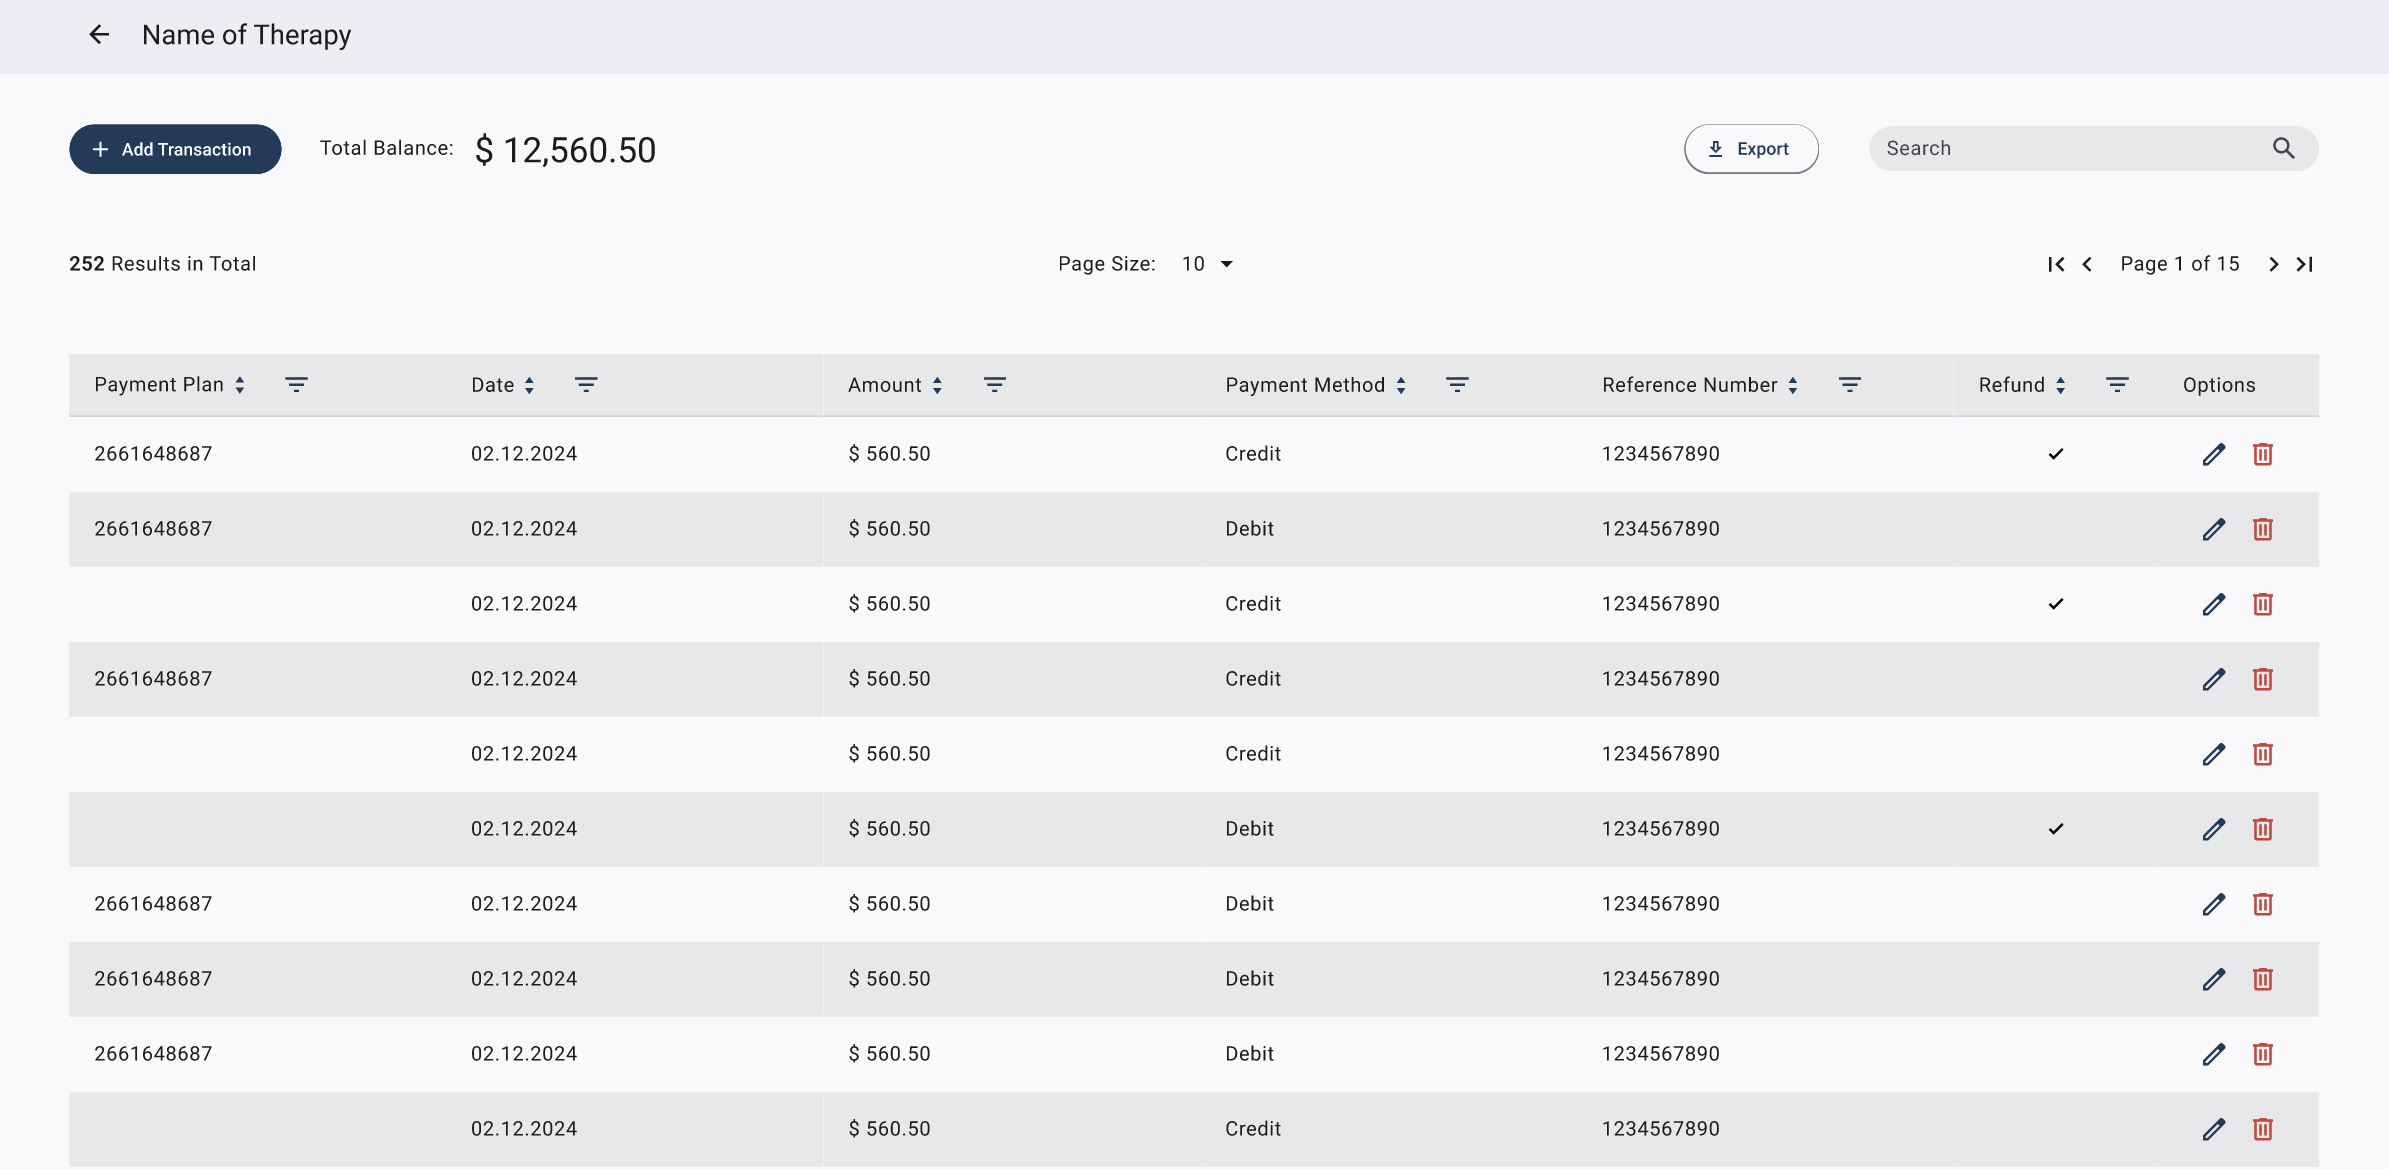 Name of Therapy
Add Transaction Total Balance: $ 12,560.50 Export Search
252 Results in Total Page Size: 10 Page 1 of 15
Payment Plan Date Amount Payment Method Reference Number Refund Options
2661648687 02.12.2024 $ 560.50 Credit 1234567890
2661648687 02.12.2024 $ 560.50 Debit 1234567890
02.12.2024 $ 560.50 Credit 1234567890
2661648687 02.12.2024 $ 560.50 Credit 1234567890
02.12.2024 $ 560.50 Credit 1234567890
02.12.2024 $ 560.50 Debit 1234567890
2661648687 02.12.2024 $ 560.50 Debit 1234567890
2661648687 02.12.2024 $ 560.50 Debit 1234567890
2661648687 02.12.2024 $ 560.50 Debit 1234567890
02.12.2024 $ 560.50 Credit 1234567890